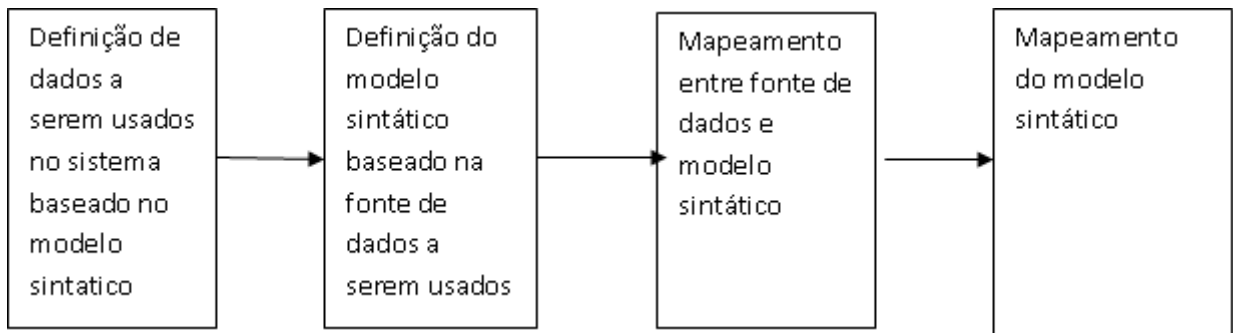 Definição de
dados a
serem usados
no sistema
baseado no
modelo
sintatico
Definição do
modelo
sintático
baseado na
fonte de
dados a
serem usados
Mapeamento
entre fonte de
dados e
modelo
sintático
Mapeamento
do modelo
sintático